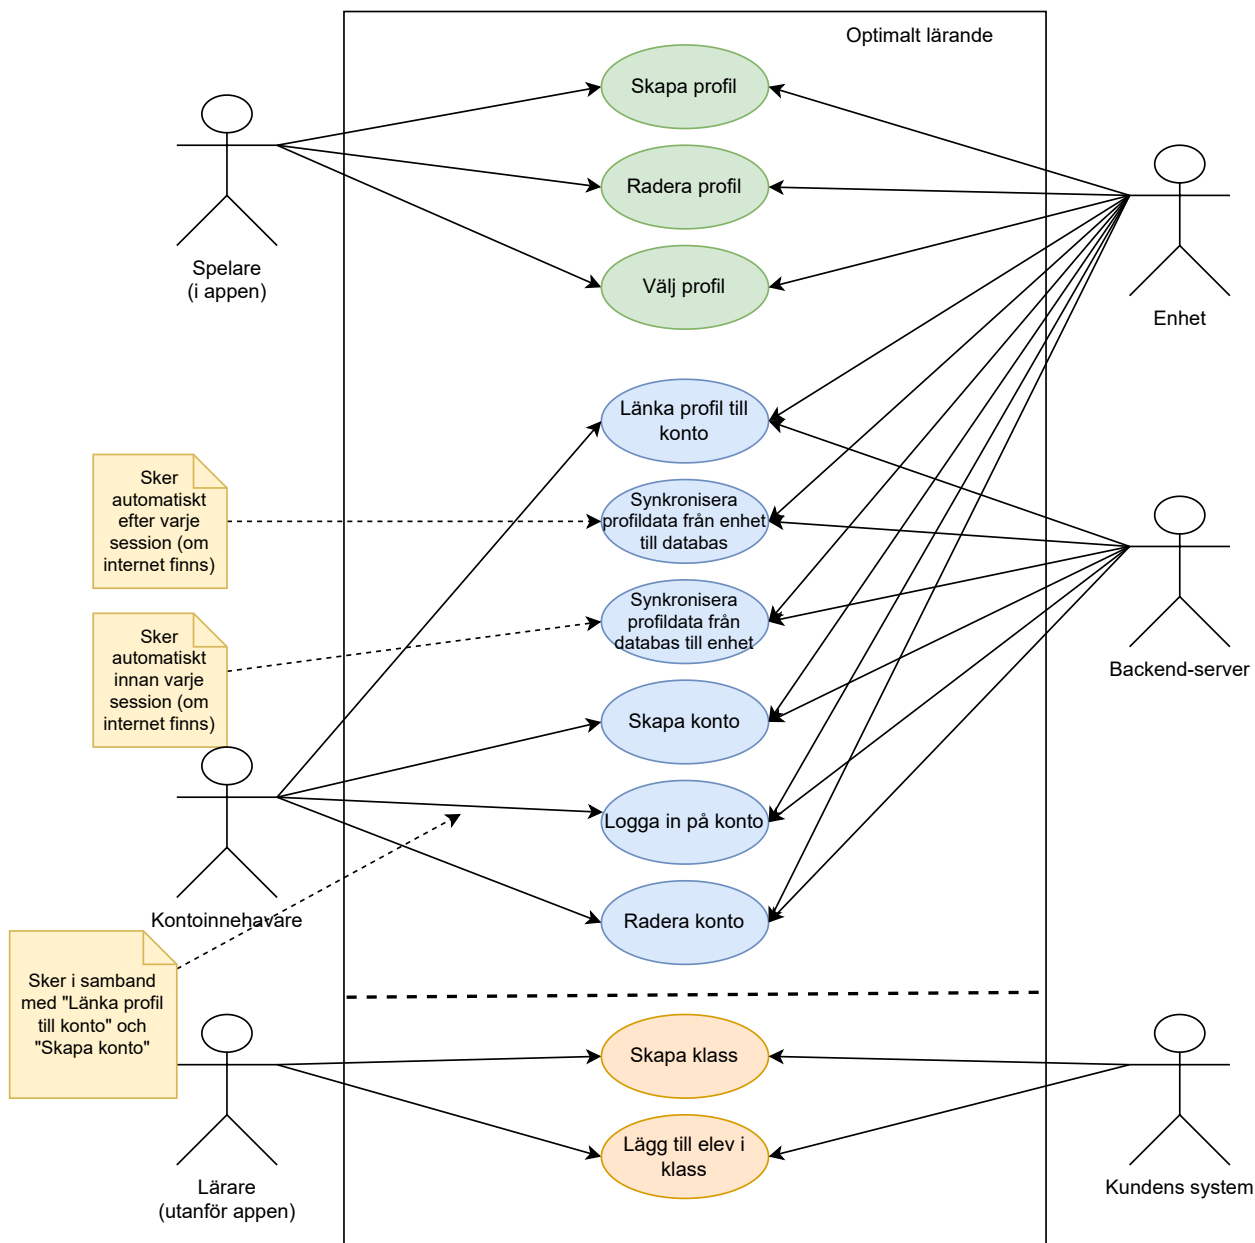 Optimalt lärande
Skapa profil
Radera profil
Välj profil
Spelare
(i appen)
Enhet
Länka profil till
konto
Sker
automatiskt
efter varje
session (om
internet finns)
Synkronisera
profildata från enhet
till databas
Sker
automatiskt
innan varje
session (om
internet finns)
Synkronisera
profildata från
databas till enhet
Backend-server
Skapa konto
Logga in på konto
Radera konto
Kontoinnehavare
Sker i samband
med "Länka profil
till konto" och
"Skapa konto"
Skapa klass
Lägg till elev i
klass
Lärare
(utanför appen)
Kundens system